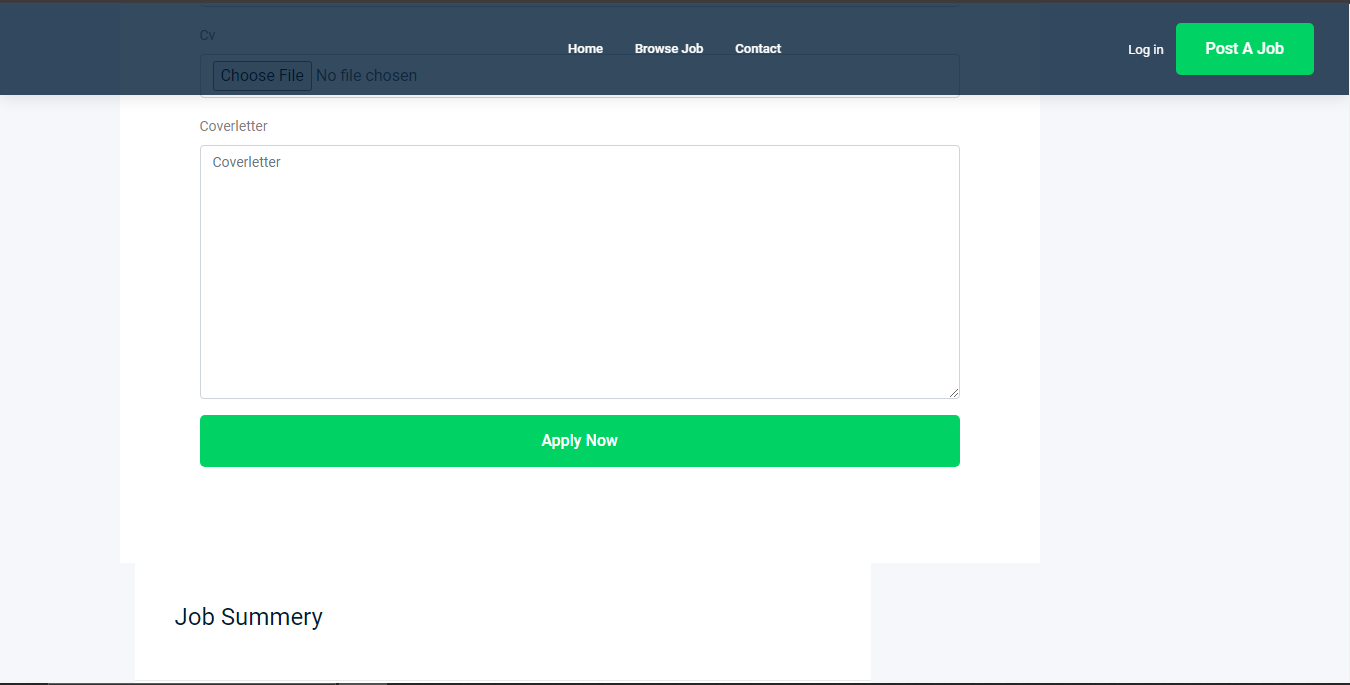 Home Browse Job Contact Log in Post A Job
Cv
Choose File No file chosen
Coverletter
Coverletter
Apply Now
Job Summery